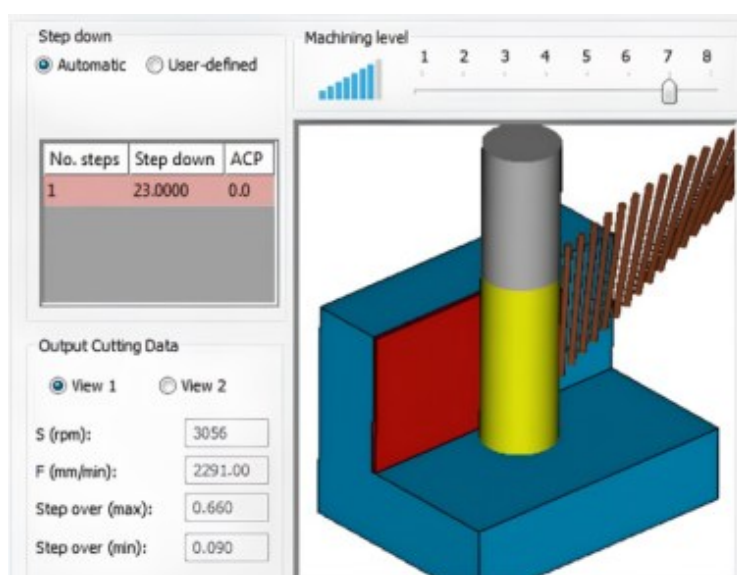 Step down
Automatic User-defined
No. steps Step down ACP
1 23.0000 0.0
Output Cutting Data
View 1 View 2
S (rpm): 3056
F (mm/min): 2291.00
Step over (max): 0.660
Step over (min): 0.090
Machining level
1 2 3 4 5 6 7 8